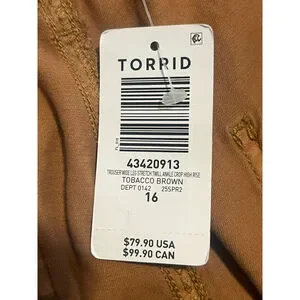 TORRID
43420913
TROUSER WIDE LEG STRETCH TWILL ANKLE CROP HIGH RISE
TOBACCO BROWN
DEPT 0142 25SPR2
16
$79.90 USA
$99.90 CAN